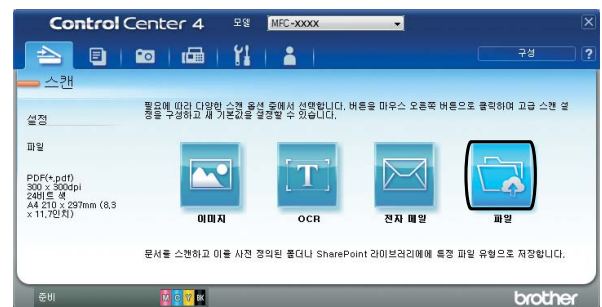 Control Center 4 모델 MFC-XXXX
구성 ?
스캔
설정
필요에 따라 다양한 스캔 옵션 중에서 선택합니다. 버튼을 마우스 오른쪽 버튼으로 클릭하여 고급 스캔 설
정을 구성하고 새 기본값을 설정할 수 있습니다.
파일
PDF(*.pdf)
300 x 300dpi
24비트 색
A4 210 x 297mm (8,3
x 11,7인치)
이미지 OCR 전자 메일 파일
문서를 스캔하고 이를 사전 정의된 폴더나 SharePoint 라이브러리에에 특정 파일 유형으로 저장합니다.
준비 M C Y BK brother